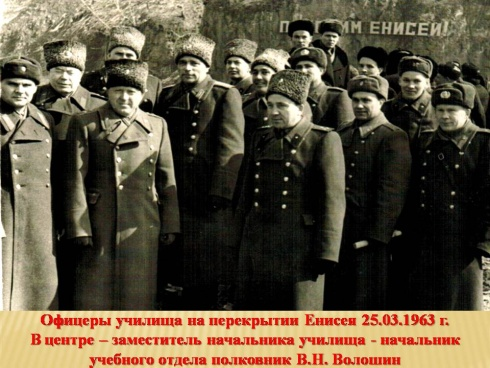 ЕНИСЕЙ!
Офицеры училища на перекрытии Енисея 25.03.1963 г.
В центре – заместитель начальника училища - начальник
учебного отдела полковник В.Н. Волошин